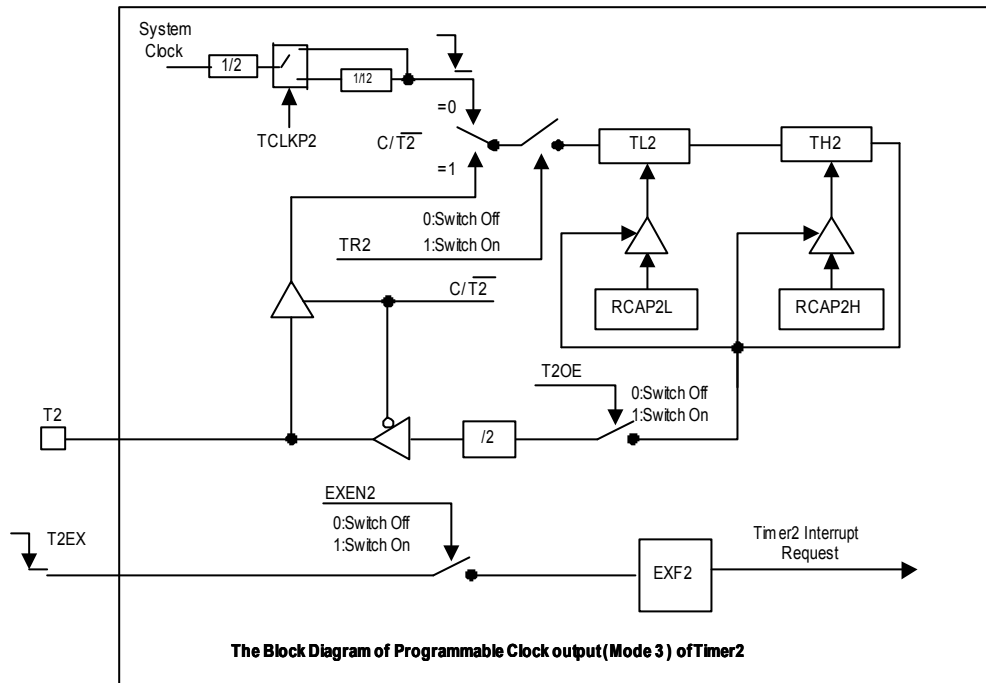 System
Clock
1/2
1/12
TCLKP2
=0
C/T2
=1
TL2
TH2
0:Switch Off
TR2
1:Switch On
C/T2
RCAP2L
RCAP2H
T2OE
0:Switch Off
1:Switch On
T2
/2
EXEN2
0:Switch Off
1:Switch On
T2EX
EXF2
Timer2 Interrupt
Request
The Block Diagram of Programmable Clock output ( Mode 3 ) of Timer2